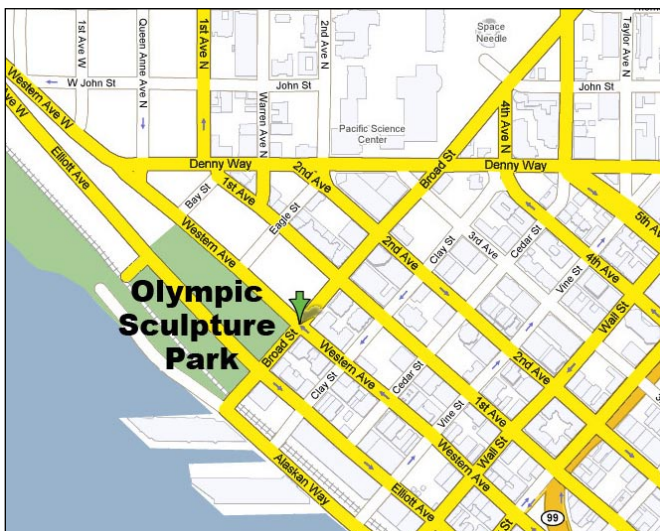 1st Ave W
Queen Anne Ave N
1st Ave N
2nd Ave N
Space
Needle
Taylor Ave N
W John St
John St
John St
Western Ave W
Ave W
Warren Ave N
4th Ave N
Pacific Science
Center
Broad St
Elliott Ave
Denny Way
Denny Way
Bay St
1st Ave
2nd Ave
Eagle St
5th Ave
Western Ave
2nd Ave
Clay St
3rd Ave
Cedar St
4th Ave
Vine St
Wall St
Olympic
Sculpture
Park
Broad St
Western Ave
Clay St
Cedar St
2nd Ave
1st Ave
Vine St
Wall St
Western Ave
Elliott Ave
Alaskan Way
99